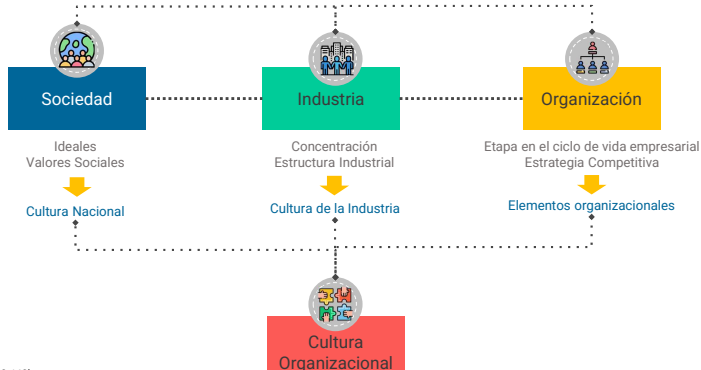 Sociedad
Industria
Organización
Ideales
Valores Sociales
Concentración
Estructura Industrial
Etapa en el ciclo de vida empresarial
Estrategia Competitiva
Cultura Nacional
Cultura de la Industria
Elementos organizacionales
Cultura
Organizacional